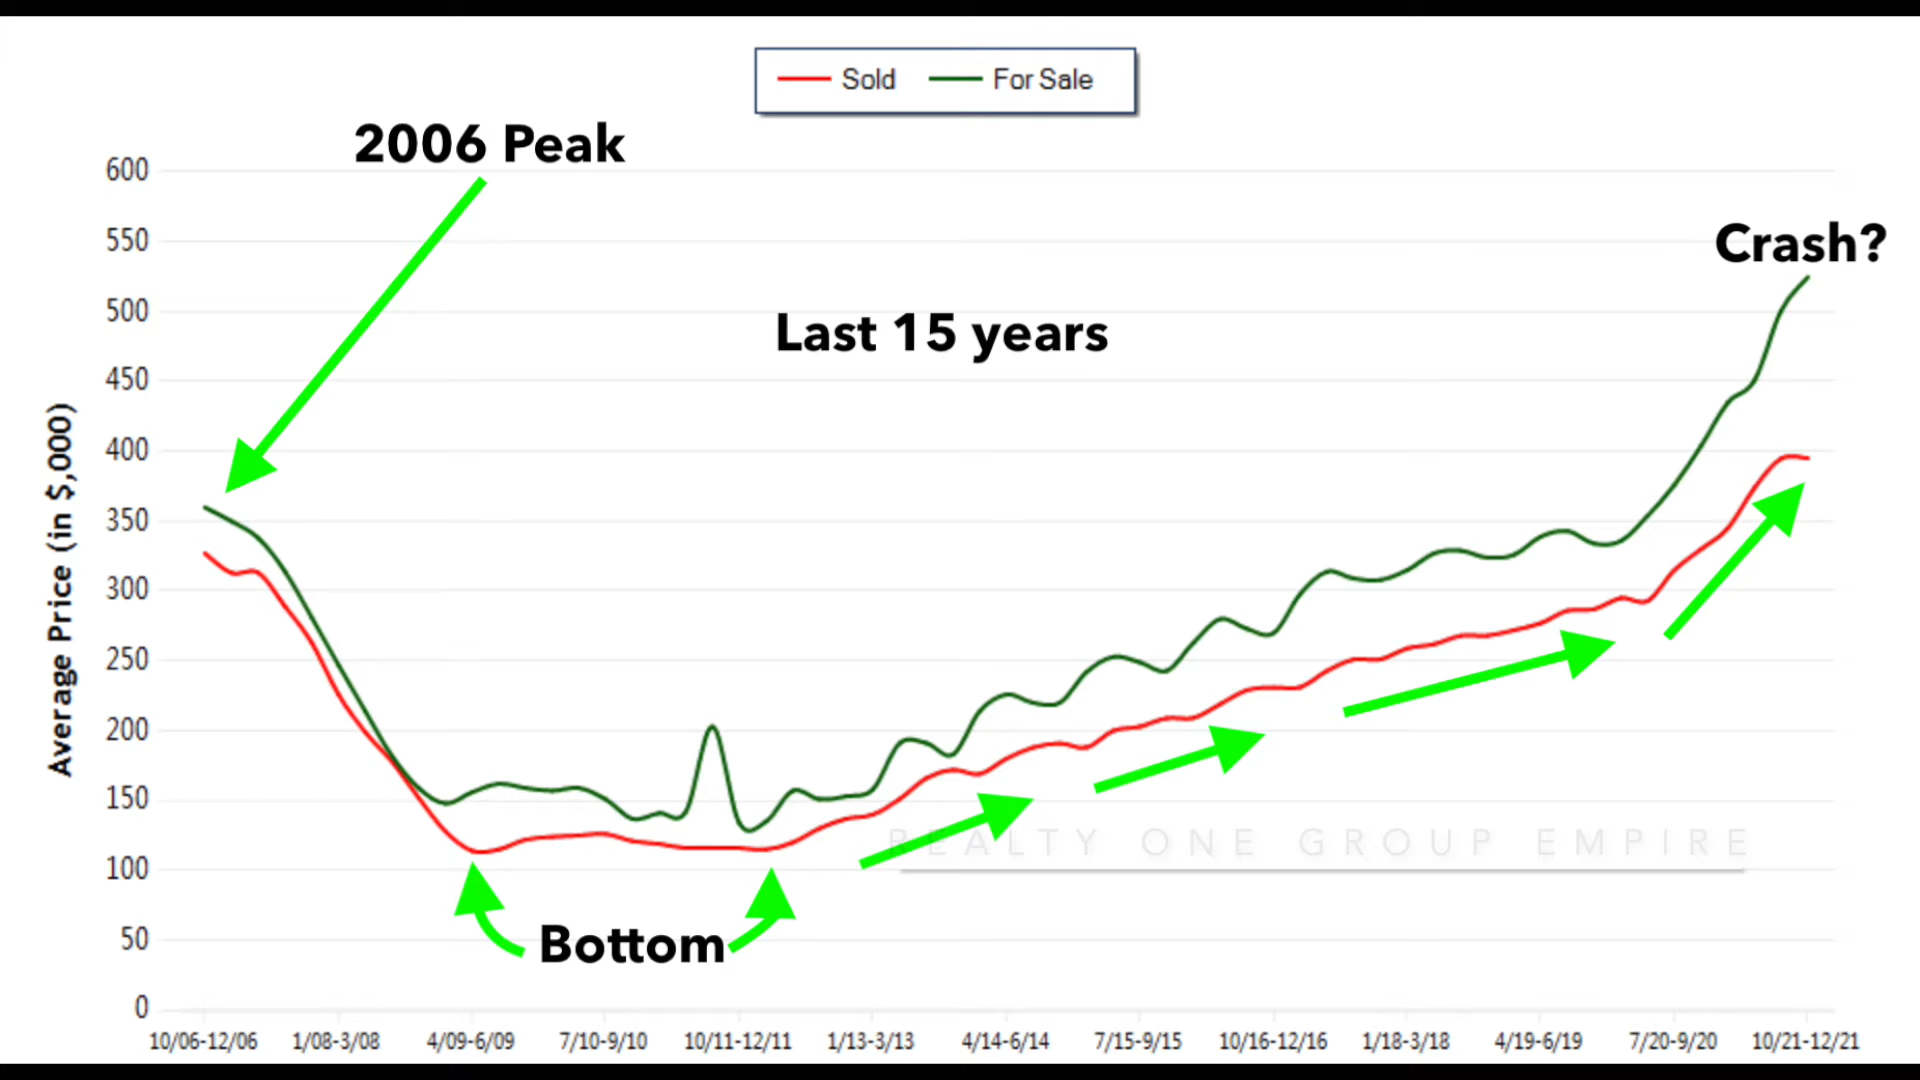 Sold For Sale
2006 Peak
Crash?
Last 15 years
Average Price (in $,000)
600
550
500
450
400
350
300
250
200
150
100
50
0
REALTY ONE GROUP EMPIRE
Bottom
10/06-12/06 1/08-3/08 4/09-6/09 7/10-9/10 10/11-12/11 1/13-3/13 4/14-6/14 7/15-9/15 10/16-12/16 1/18-3/18 4/19-6/19 7/20-9/20 10/21-12/21